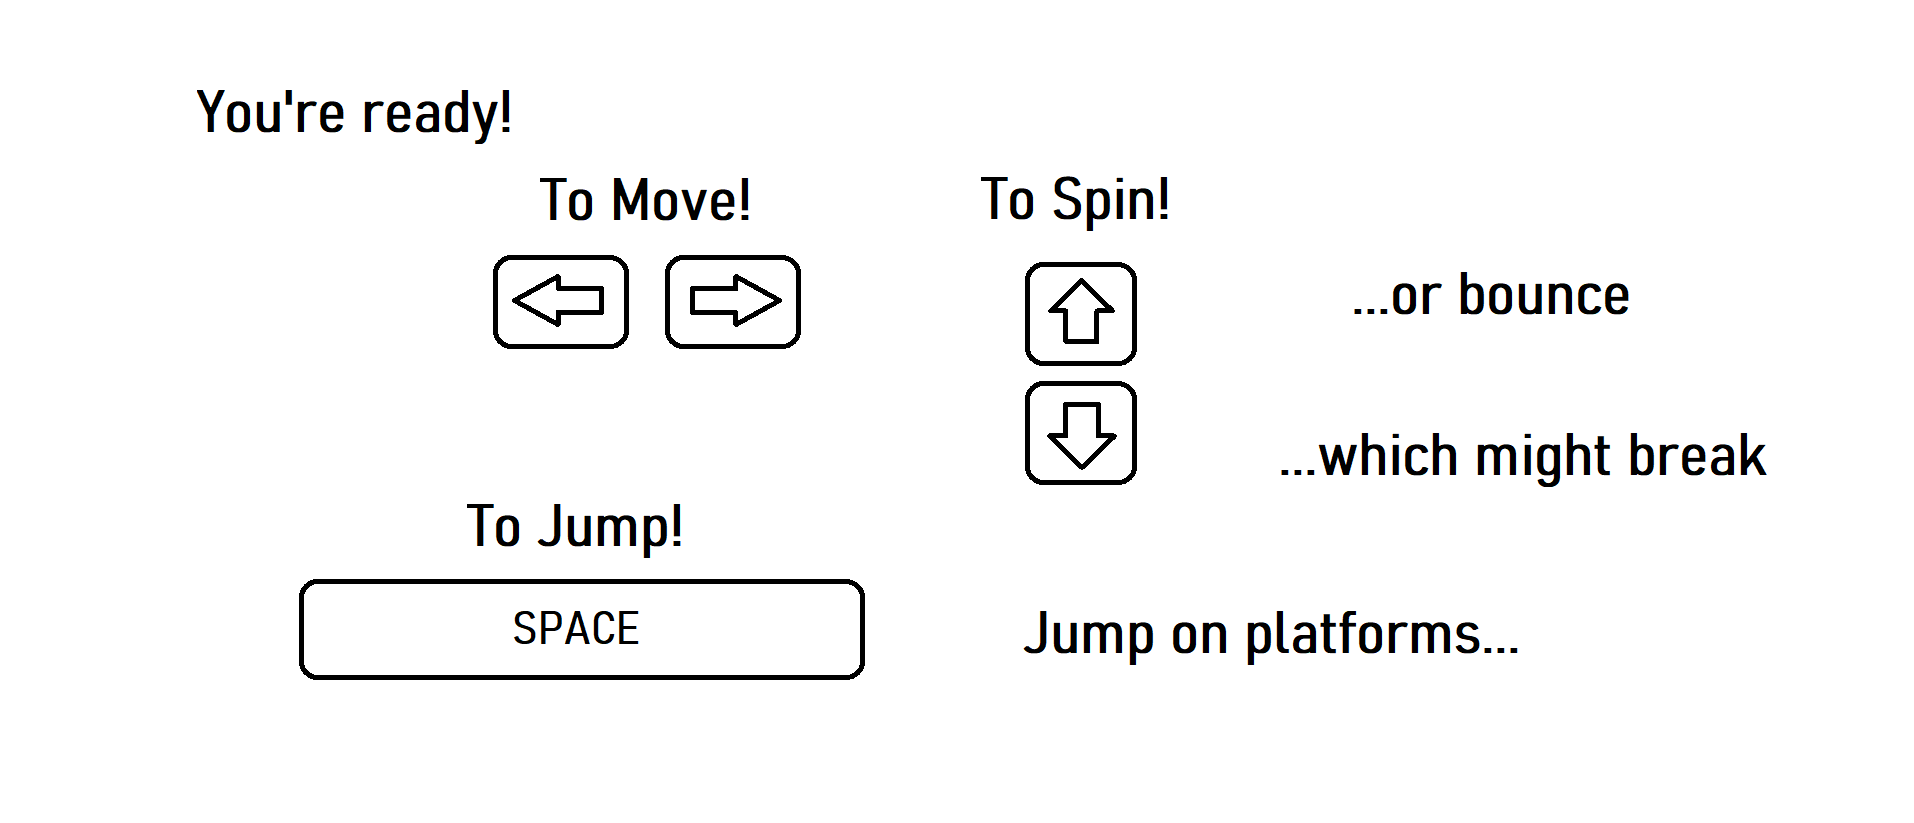 You're ready!
To Move!
To Spin!
...or bounce
...which might break
To Jump!
SPACE
Jump on platforms...